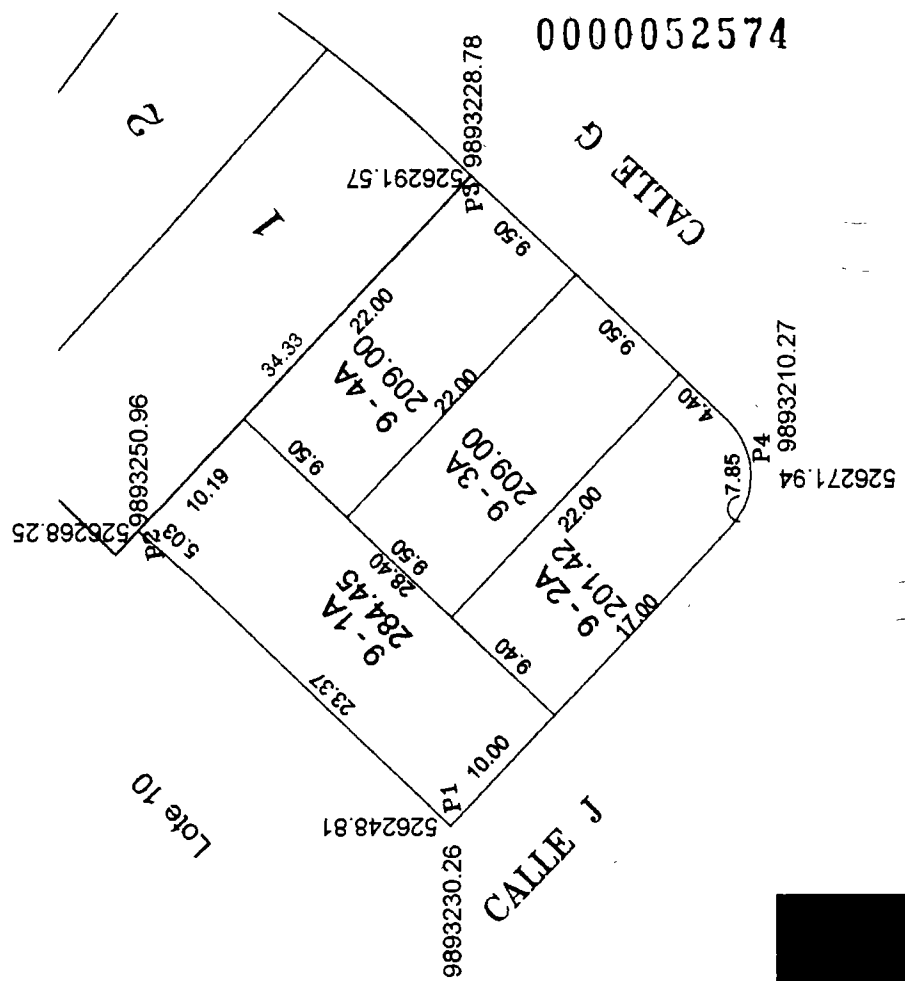 0000052574
2
1
9893228.78
526291.57
P3
CALLE G
9.50
9.50
4.40
34.33
22.00
9 - 4A
209.00
22.00
9.50
9 - 3A
209.00
22.00
9.50
28.40
9 - 2A
201.42
17.00
9.40
7.85
P4
9893210.27
526271.94
9893250.96
526268.25
P2
5.03
10.19
9 - 1A
284.45
23.37
10.00
P1
526248.81
9893230.26
CALLE J
Lote 10